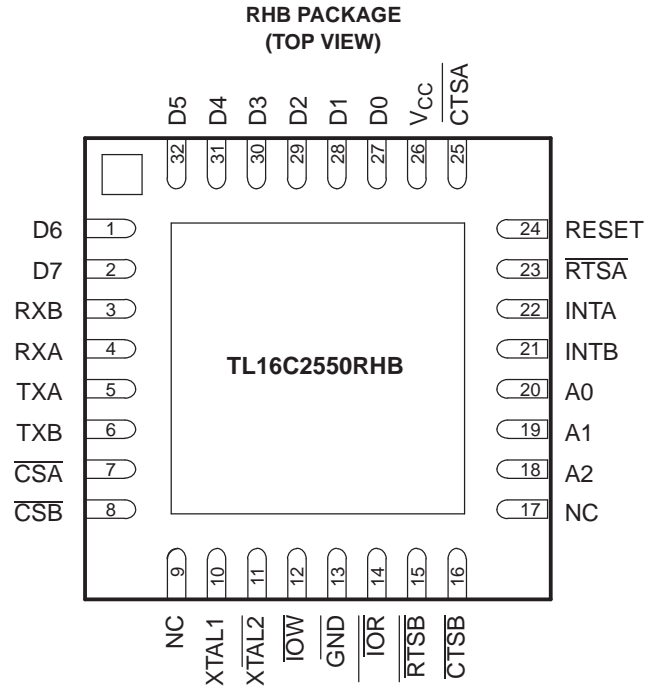 RHB PACKAGE
(TOP VIEW)
D5 D4 D3 D2 D1 D0 VCC CTSA
32 31 30 29 28 27 26 25
D6 1
D7 2
RXB 3
RXA 4
TXA 5
TXB 6
CSA 7
CSB 8
TL16C2550RHB
24 RESET
23 RTSA
22 INTA
21 INTB
20 A0
19 A1
18 A2
17 NC
9 10 11 12 13 14 15 16
NC XTAL1 XTAL2 IOW GND IOR RTSB CTSB